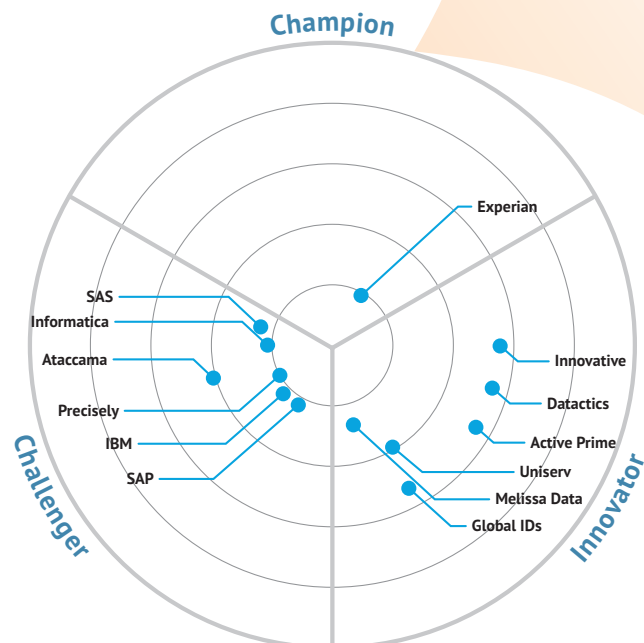 Champion
Experian
SAS
Informatica
Ataccama
Precisely
IBM
SAP
Challenger
Innovative
Datactics
Active Prime
Uniserv
Melissa Data
Global IDs
Innovator